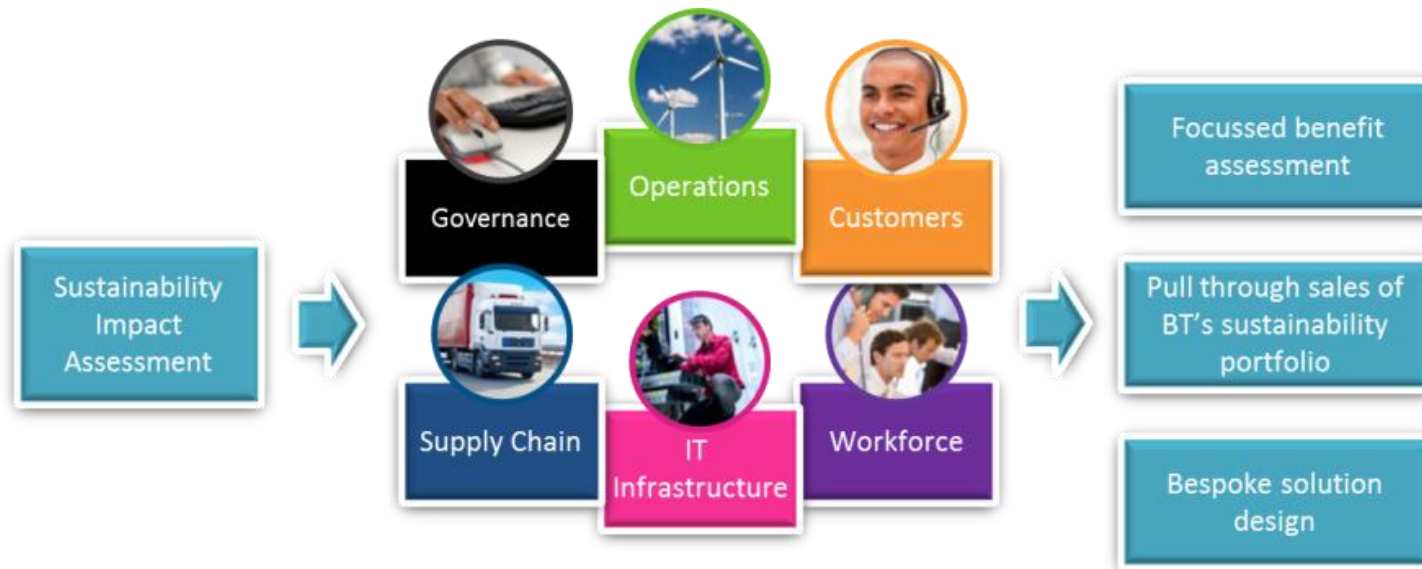 Sustainability
Impact
Assessment
Governance
Operations
Customers
Supply Chain
IT
Infrastructure
Workforce
Focussed benefit
assessment
Pull through sales of
BT’s sustainability
portfolio
Bespoke solution
design